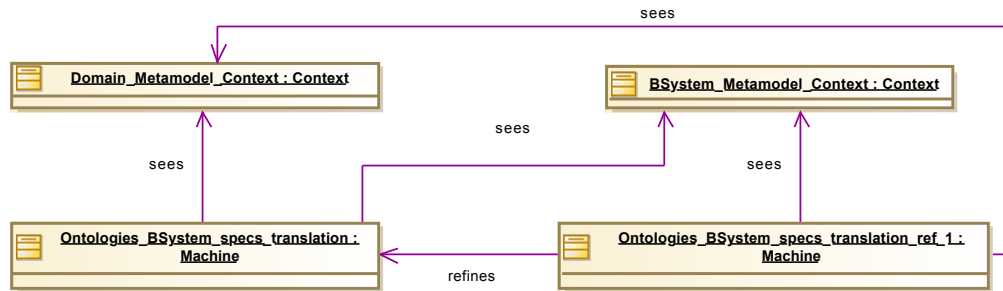 sees
Domain_Metamodel_Context : Context
BSystem_Metamodel_Context : Context
sees
sees
sees
Ontologies_BSystem_specs_translation :
Machine
Ontologies_BSystem_specs_translation_ref_1 :
Machine
refines